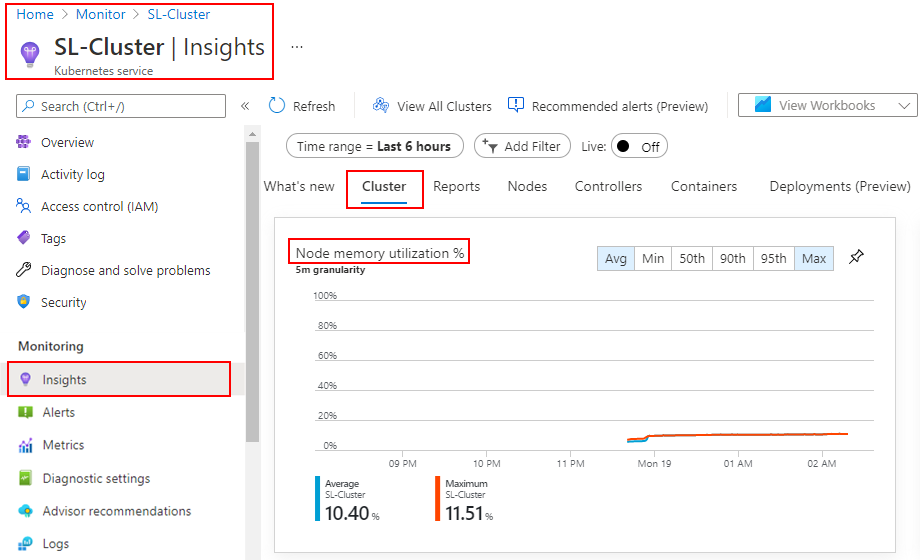 Home > Monitor > SL-Cluster
SL-Cluster | Insights ...
Kubernetes service
Search (Ctrl+/) « Refresh View All Clusters Recommended alerts (Preview) View Workbooks
Overview
Activity log
Access control (IAM)
Tags
Diagnose and solve problems
Security
Monitoring
Insights
Alerts
Metrics
Diagnostic settings
Advisor recommendations
Logs
Time range = Last 6 hours Add Filter Live: Off
What's new Cluster Reports Nodes Controllers Containers Deployments (Preview)
Node memory utilization %
5m granularity
Avg Min 50th 90th 95th Max
100%
80%
60%
40%
20%
0%
09 PM 10 PM 11 PM Mon 19 01 AM 02 AM
Average
SL-Cluster
10.40 %
Maximum
SL-Cluster
11.51 %